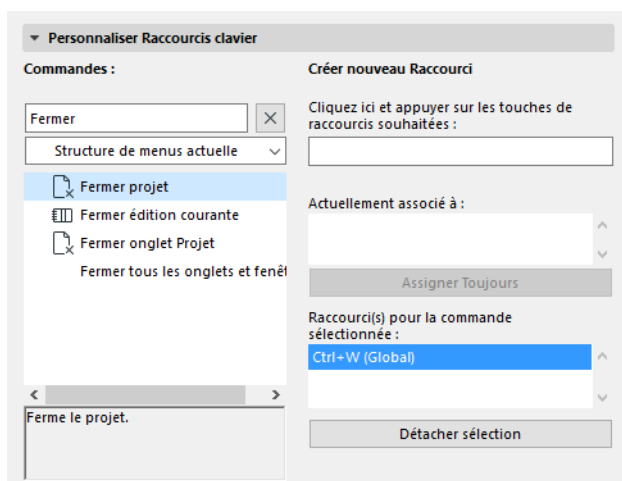 Personnaliser Raccourcis clavier
Commandes :
Fermer
Structure de menus actuelle
Fermer projet
Fermer édition courante
Fermer onglet Projet
Fermer tous les onglets et fenêt
Ferme le projet.
Créer nouveau Raccourci
Cliquez ici et appuyer sur les touches de
raccourcis souhaitées :
Actuellement associé à :
Assigner Toujours
Raccourci(s) pour la commande
sélectionnée :
Ctrl+W (Global)
Détacher sélection